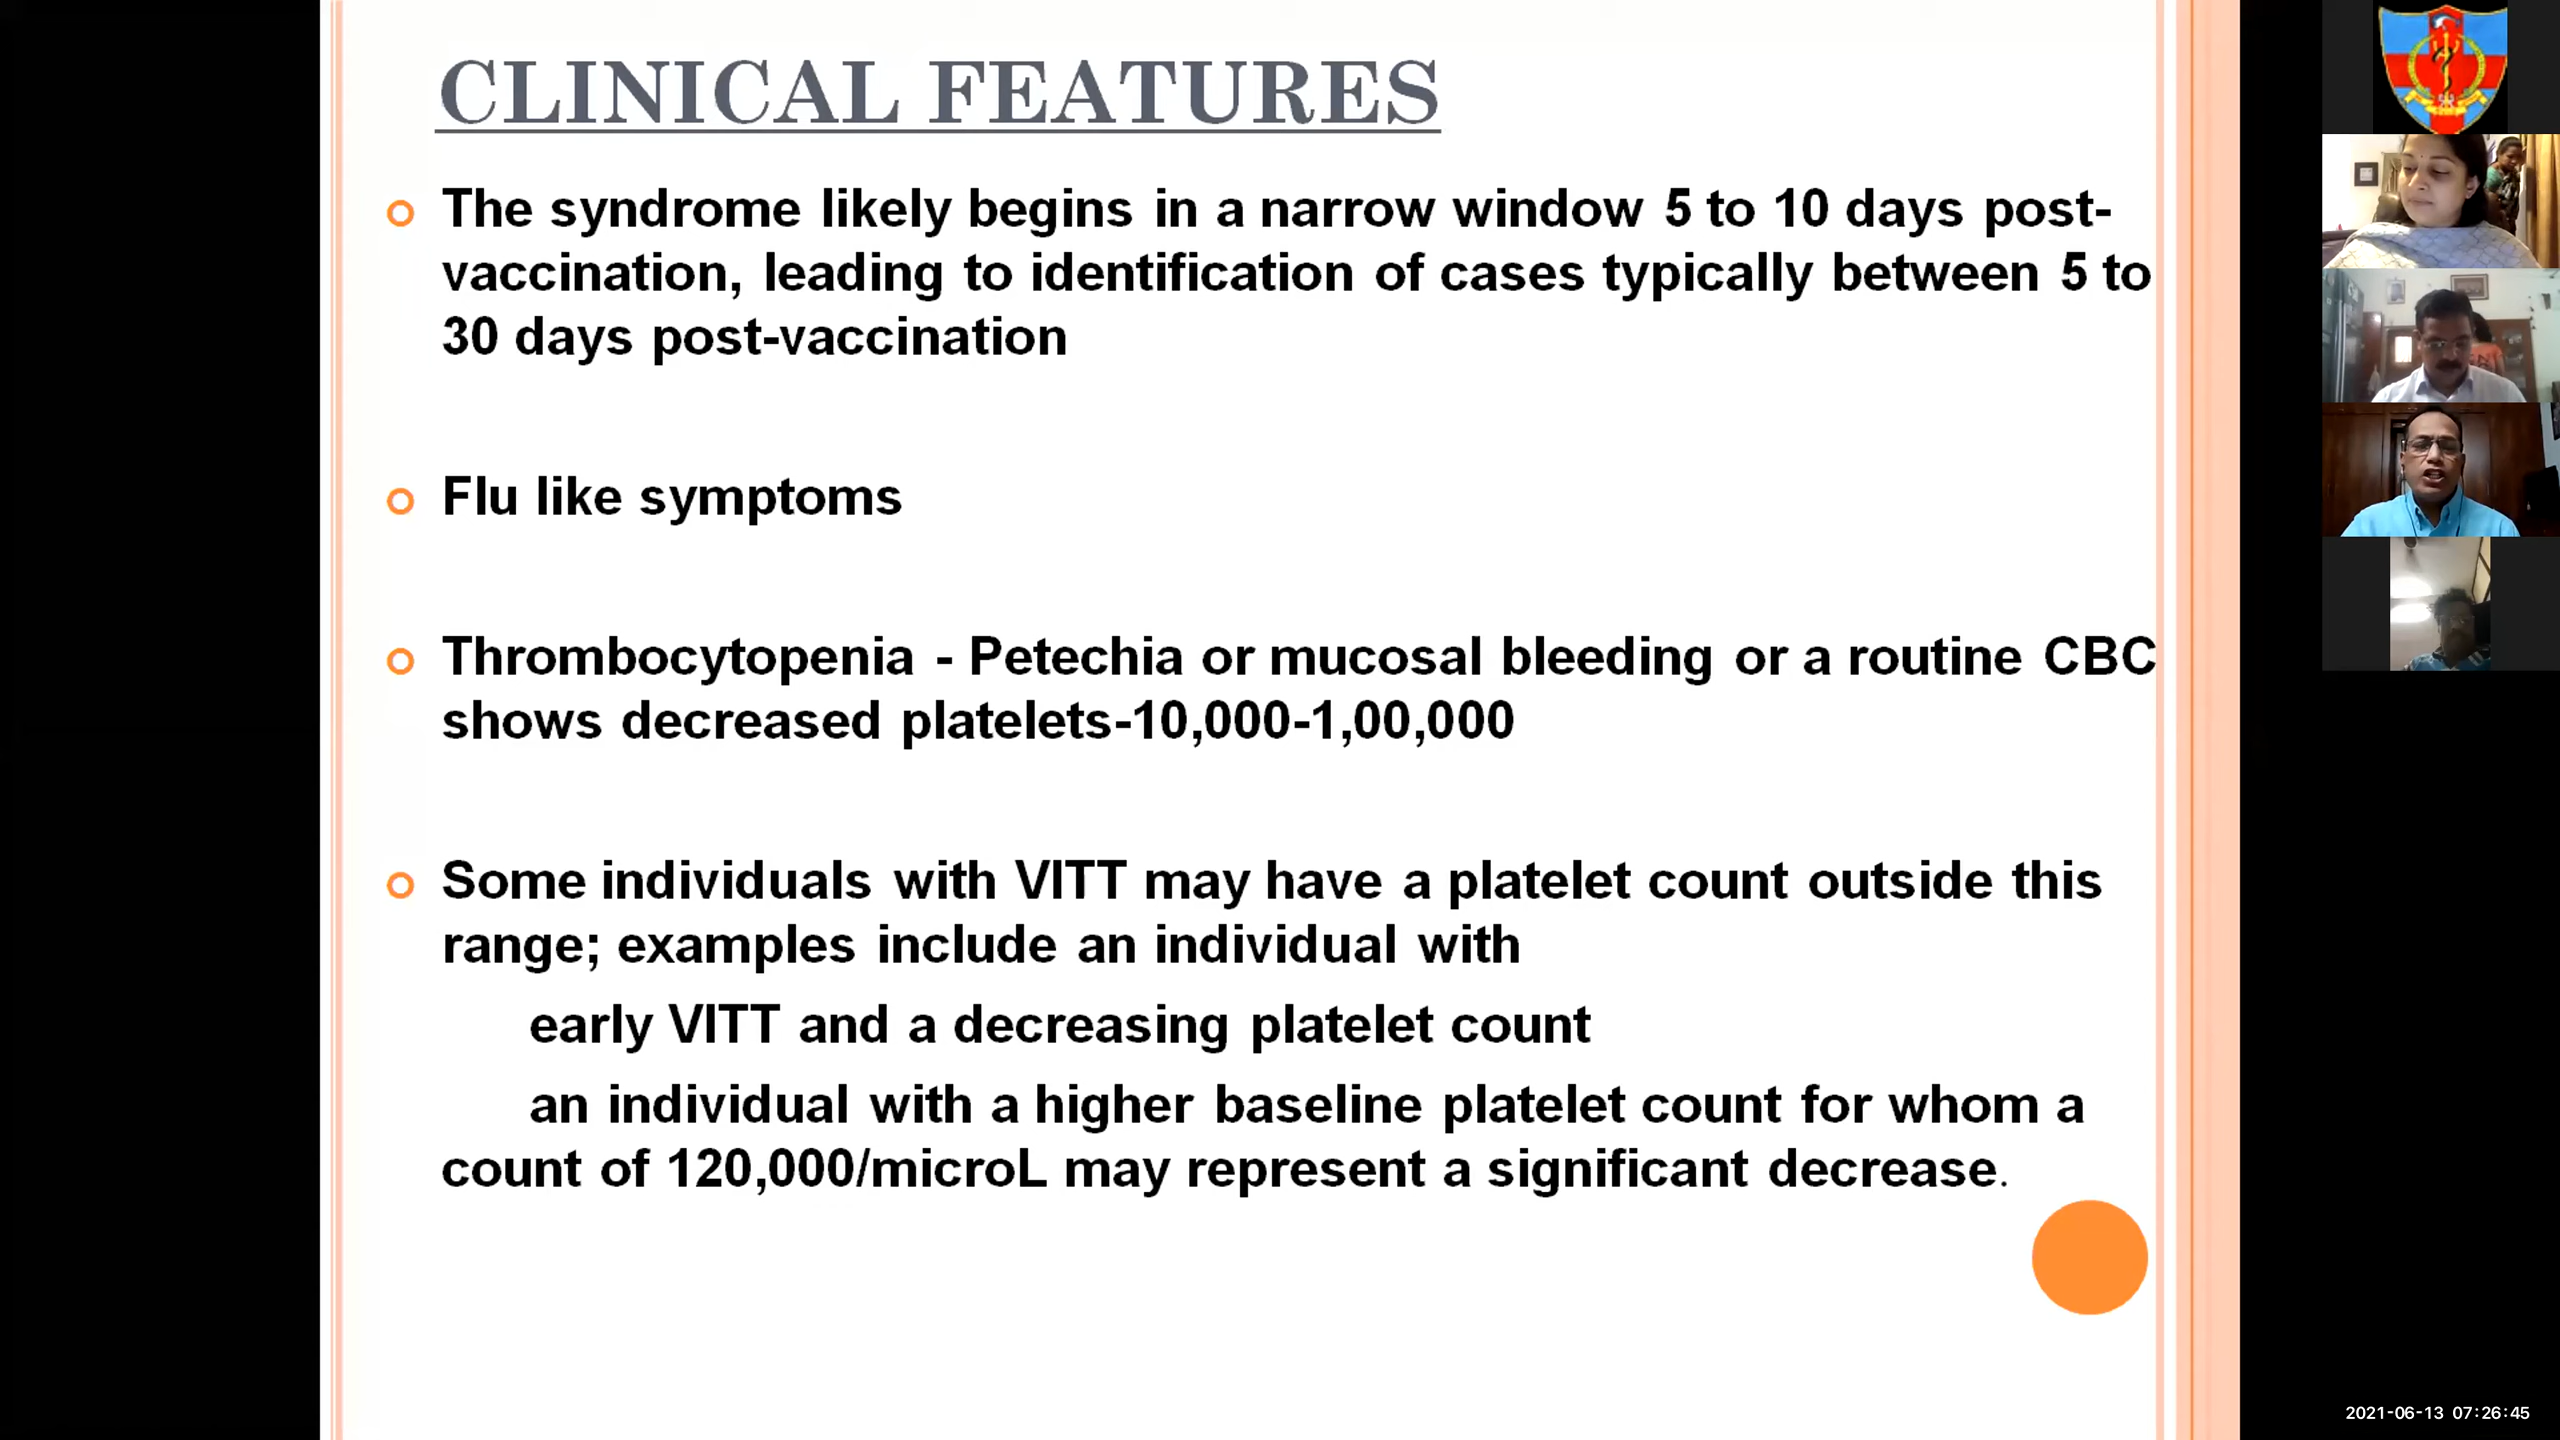 CLINICAL FEATURES
The syndrome likely begins in a narrow window 5 to 10 days post-
vaccination, leading to identification of cases typically between 5 to
30 days post-vaccination
Flu like symptoms
Thrombocytopenia - Petechia or mucosal bleeding or a routine CBC
shows decreased platelets-10,000-1,00,000
Some individuals with VITT may have a platelet count outside this
range; examples include an individual with
early VITT and a decreasing platelet count
an individual with a higher baseline platelet count for whom a
count of 120,000/microL may represent a significant decrease.
2021-06-13 07:26:45